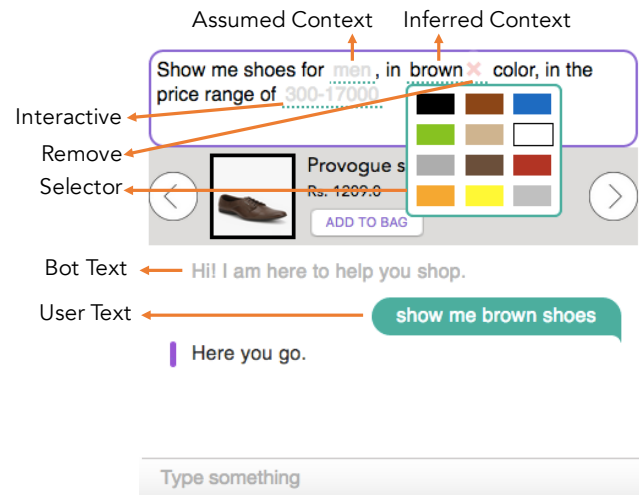 Assumed Context Inferred Context
Show me shoes for men, in brown ✕ color, in the
price range of 300-17000
Interactive
Remove
Selector
Provogue s
Rs. 1209.0
ADD TO BAG
Bot Text
Hi! I am here to help you shop.
User Text
show me brown shoes
Here you go.
Type something